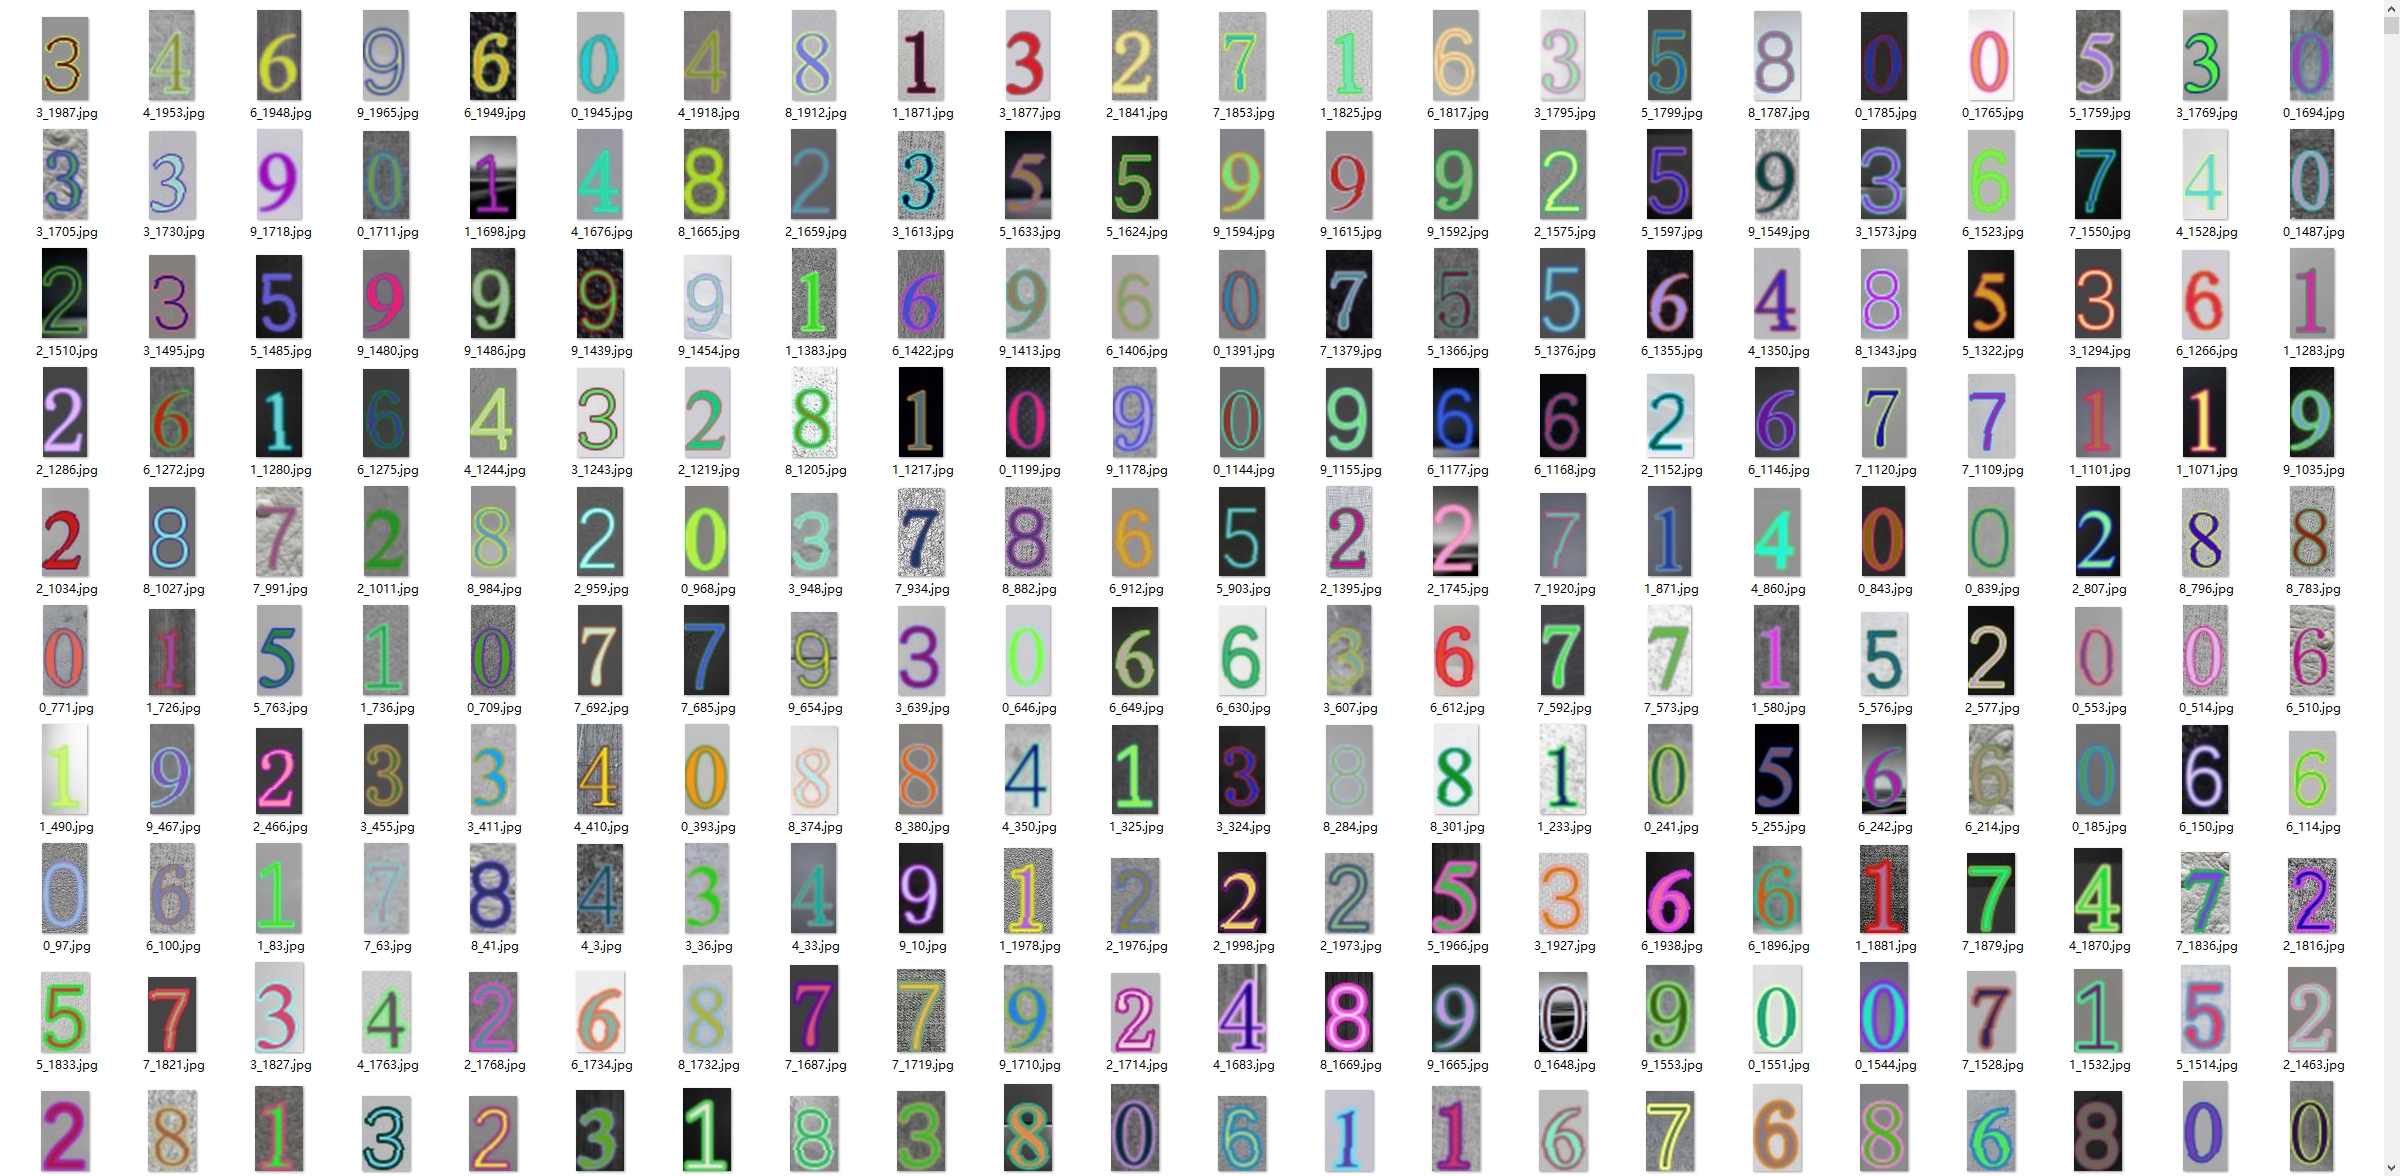 3 4 6 9 6 0 4 8 1 3 2 7 1 6 3 5 8 0 0 5 3 0
3_1987.jpg 4_1953.jpg 6_1948.jpg 9_1965.jpg 6_1949.jpg 0_1945.jpg 4_1918.jpg 8_1912.jpg 1_1871.jpg 3_1877.jpg 2_1841.jpg 7_1853.jpg 1_1825.jpg 6_1817.jpg 3_1795.jpg 5_1799.jpg 8_1787.jpg 0_1785.jpg 0_1765.jpg 5_1759.jpg 3_1769.jpg 0_1694.jpg
3 3 9 0 1 4 8 2 3 5 5 9 9 9 2 5 9 3 6 7 4 0
3_1705.jpg 3_1730.jpg 9_1718.jpg 0_1711.jpg 1_1698.jpg 4_1676.jpg 8_1665.jpg 2_1659.jpg 3_1613.jpg 5_1633.jpg 5_1624.jpg 9_1594.jpg 9_1615.jpg 9_1592.jpg 2_1575.jpg 5_1597.jpg 9_1549.jpg 3_1573.jpg 6_1523.jpg 7_1550.jpg 4_1528.jpg 0_1487.jpg
2 3 5 9 9 9 9 1 6 9 6 0 7 5 5 6 4 8 5 3 6 1
2_1510.jpg 3_1495.jpg 5_1485.jpg 9_1480.jpg 9_1486.jpg 9_1439.jpg 9_1454.jpg 1_1383.jpg 6_1422.jpg 9_1413.jpg 6_1406.jpg 0_1391.jpg 7_1379.jpg 5_1366.jpg 5_1376.jpg 6_1355.jpg 4_1350.jpg 8_1343.jpg 5_1322.jpg 3_1294.jpg 6_1266.jpg 1_1283.jpg
2 6 1 6 4 3 2 8 1 0 9 0 9 6 6 2 6 7 7 1 1 9
2_1286.jpg 6_1272.jpg 1_1280.jpg 6_1275.jpg 4_1244.jpg 3_1243.jpg 2_1219.jpg 8_1205.jpg 1_1217.jpg 0_1199.jpg 9_1178.jpg 0_1144.jpg 9_1155.jpg 6_1177.jpg 6_1168.jpg 2_1152.jpg 6_1146.jpg 7_1120.jpg 7_1109.jpg 1_1101.jpg 1_1071.jpg 9_1035.jpg
2 8 7 2 8 2 0 3 7 8 6 5 2 2 7 1 4 0 0 2 8 8
2_1034.jpg 8_1027.jpg 7_991.jpg 2_1011.jpg 8_984.jpg 2_959.jpg 0_968.jpg 3_948.jpg 7_934.jpg 8_882.jpg 6_912.jpg 5_903.jpg 2_1395.jpg 2_1745.jpg 7_1920.jpg 1_871.jpg 4_860.jpg 0_843.jpg 0_839.jpg 2_807.jpg 8_796.jpg 8_783.jpg
0 1 5 1 0 7 7 9 3 0 6 6 3 6 7 7 1 5 2 0 0 6
0_771.jpg 1_726.jpg 5_763.jpg 1_736.jpg 0_709.jpg 7_692.jpg 7_685.jpg 9_654.jpg 3_639.jpg 0_646.jpg 6_649.jpg 6_630.jpg 3_607.jpg 6_612.jpg 7_592.jpg 7_573.jpg 1_580.jpg 5_576.jpg 2_577.jpg 0_553.jpg 0_514.jpg 6_510.jpg
1 9 2 3 3 4 0 8 8 4 1 3 8 8 1 0 5 6 6 0 6 6
1_490.jpg 9_467.jpg 2_466.jpg 3_455.jpg 3_411.jpg 4_410.jpg 0_393.jpg 8_374.jpg 8_380.jpg 4_350.jpg 1_325.jpg 3_324.jpg 8_284.jpg 8_301.jpg 1_233.jpg 0_241.jpg 5_255.jpg 6_242.jpg 6_214.jpg 0_185.jpg 6_150.jpg 6_114.jpg
0 6 1 7 8 4 3 4 9 1 2 2 2 5 3 6 6 1 7 4 7 2
0_97.jpg 6_100.jpg 1_83.jpg 7_63.jpg 8_41.jpg 4_3.jpg 3_36.jpg 4_33.jpg 9_10.jpg 1_1978.jpg 2_1976.jpg 2_1998.jpg 2_1973.jpg 5_1966.jpg 3_1927.jpg 6_1938.jpg 6_1896.jpg 1_1881.jpg 7_1879.jpg 4_1870.jpg 7_1836.jpg 2_1816.jpg
5 7 3 4 2 6 8 7 7 9 2 4 8 9 0 9 0 0 7 1 5 2
5_1833.jpg 7_1821.jpg 3_1827.jpg 4_1763.jpg 2_1768.jpg 6_1734.jpg 8_1732.jpg 7_1687.jpg 7_1719.jpg 9_1710.jpg 2_1714.jpg 4_1683.jpg 8_1669.jpg 9_1665.jpg 0_1648.jpg 9_1553.jpg 0_1551.jpg 0_1544.jpg 7_1528.jpg 1_1532.jpg 5_1514.jpg 2_1463.jpg
2 8 1 3 2 3 1 8 3 8 0 6 1 1 6 7 6 8 6 8 0 0